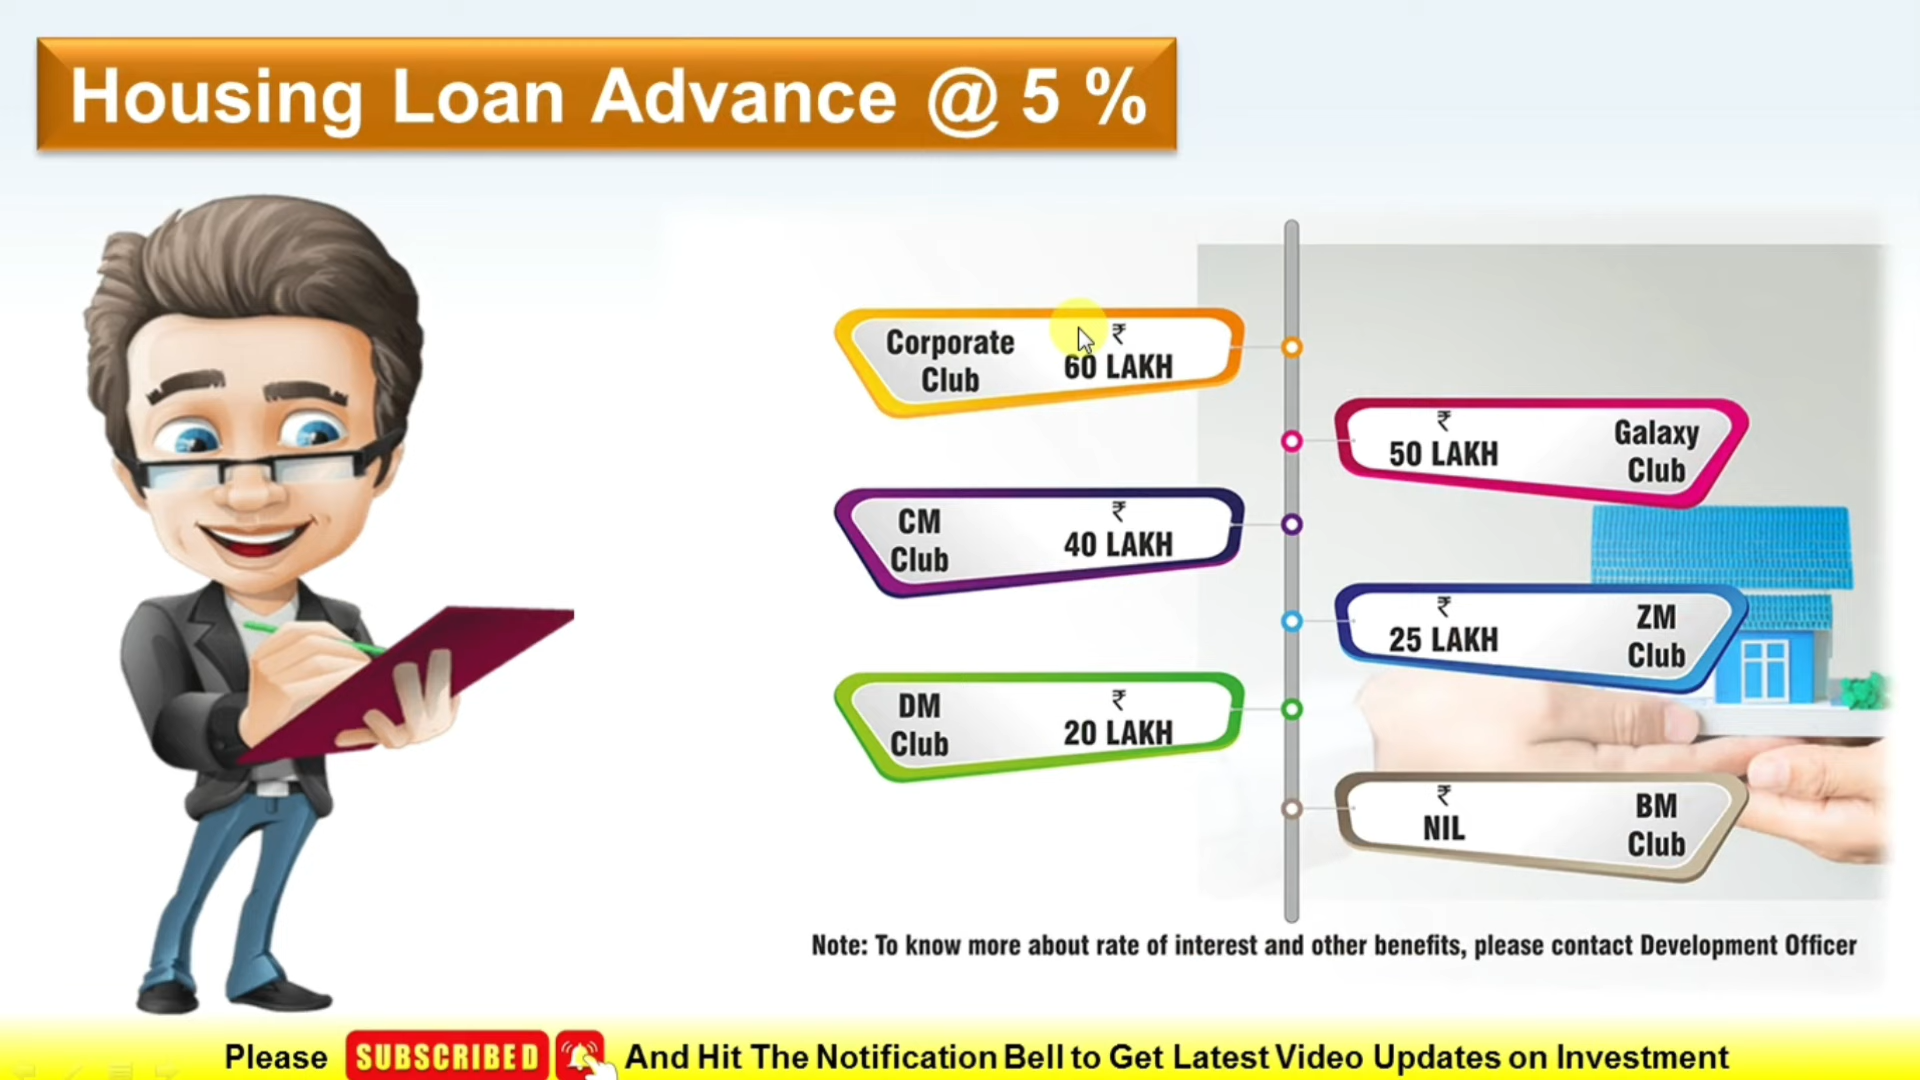 Housing Loan Advance @ 5 %
Corporate
Club
₹
60 LAKH
₹
50 LAKH
Galaxy
Club
CM
Club
₹
40 LAKH
₹
25 LAKH
ZM
Club
DM
Club
₹
20 LAKH
₹
NIL
BM
Club
Note: To know more about rate of interest and other benefits, please contact Development Officer
Please SUBSCRIBED And Hit The Notification Bell to Get Latest Video Updates on Investment